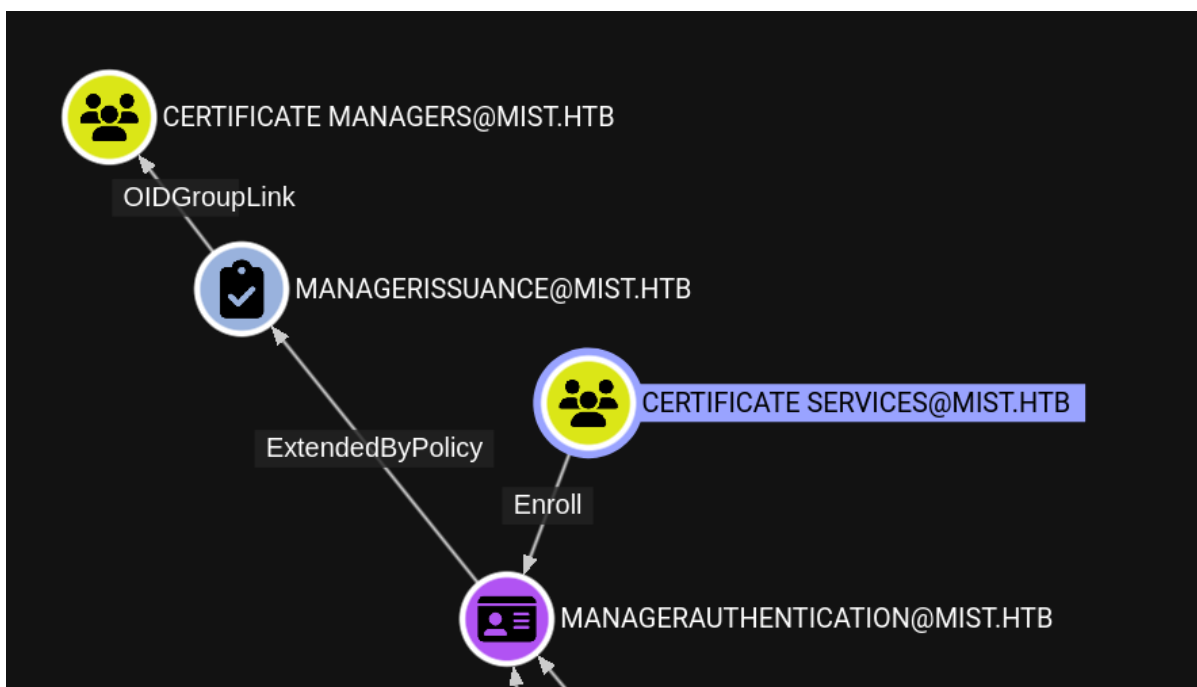 CERTIFICATE MANAGERS@MIST.HTB
OIDGroupLink
MANAGERISSUANCE@MIST.HTB
CERTIFICATE SERVICES@MIST.HTB
ExtendedByPolicy
Enroll
MANAGERAUTHENTICATION@MIST.HTB